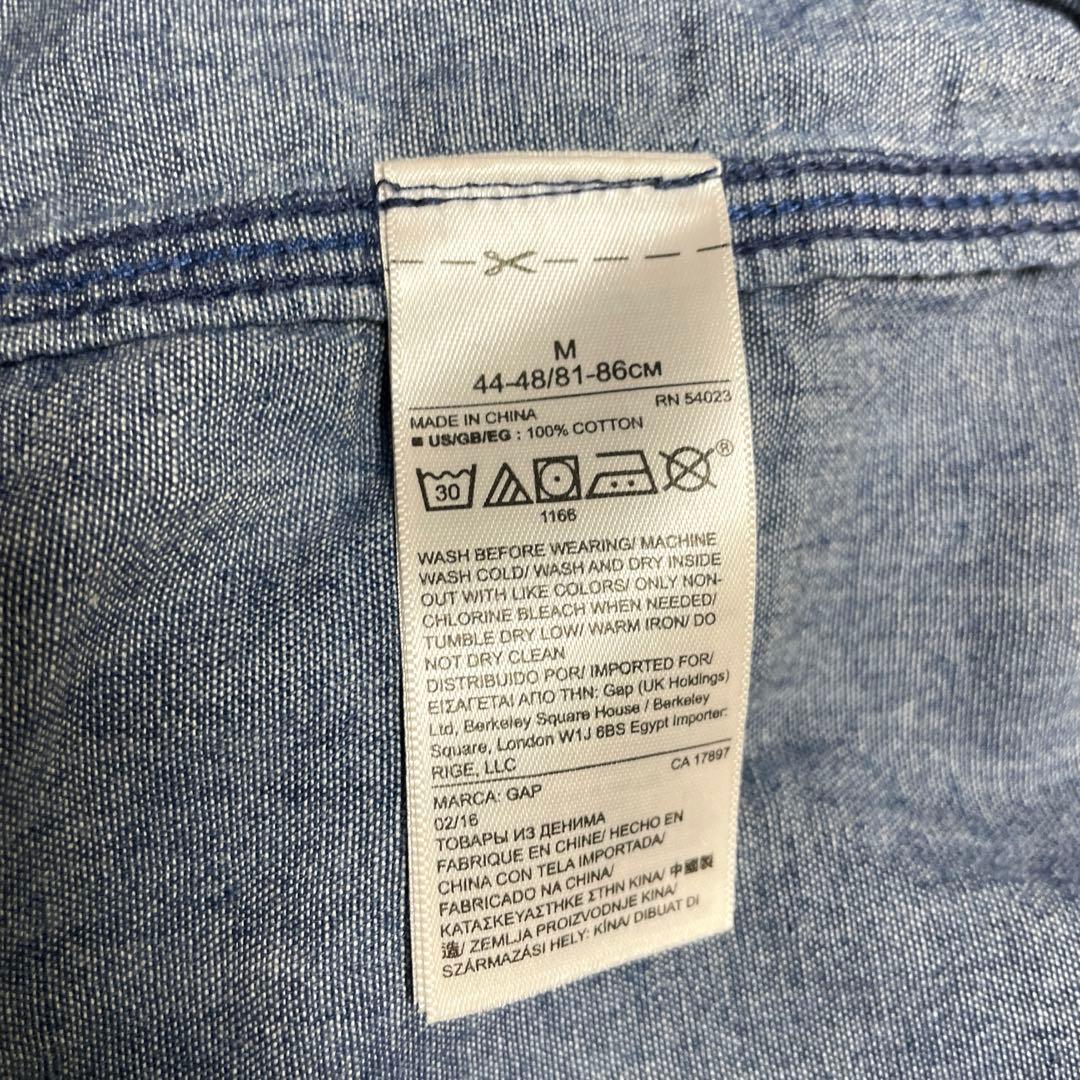 M
44-48/81-86CM
RN 54023
MADE IN CHINA
■ US/GB/EG : 100% COTTON
30
®
1166
WASH BEFORE WEARING/ MACHINE
WASH COLD/ WASH AND DRY INSIDE
OUT WITH LIKE COLORS/ ONLY NON-
CHLORINE BLEACH WHEN NEEDED/
TUMBLE DRY LOW/ WARM IRON/ DO
NOT DRY CLEAN
DISTRIBUIDO POR/ IMPORTED FOR/
ΕΙΣΑΓΕΤΑΙ ΑΠΟ ΤΗΝ: Gap (UK Holdings)
Ltd, Berkeley Square House / Berkeley
Square, London W1J 6BS Egypt Importer:
RIGE, LLC
CA 17897
MARCA: GAP
02/16
ТОВАРЫ ИЗ ДЕНИМА
FABRIQUE EN CHINE/ HECHO EN
CHINA CON TELA IMPORTADA/
FABRICADO NA CHINA/
ΚΑΤΑΣΚΕΥΑΣΤΗΚΕ ΣΤΗΝ ΚΙΝΑ/ 中國製
造/ ZEMLJA PROIZVODNJE KINA/
SZÁRMAZÁSI HELY: KÍNA/ DIBUAT DI